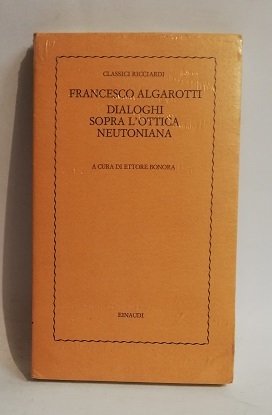 CLASSICI RICCIARDI
FRANCESCO ALGAROTTI
DIALOGHI
SOPRA L'OTTICA
NEUTONIANA
A CURA DI ETTORE BONORA
EINAUDI